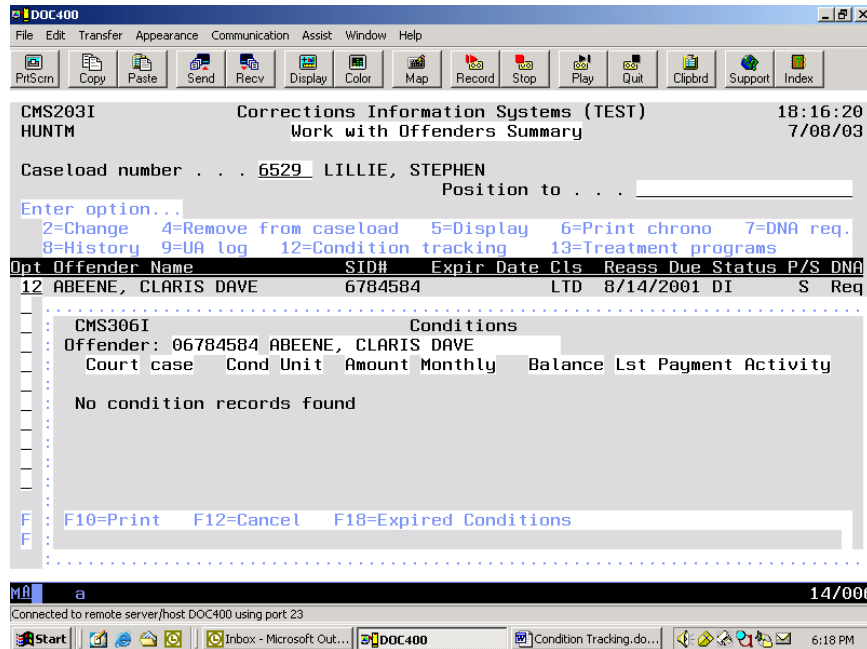 DOC400
File Edit Transfer Appearance Communication Assist Window Help
PrtScrn Copy Paste Send Recv Display Color Map Record Stop Play Quit Clipbrd Support Index
CMS203I Corrections Information Systems (TEST) 18:16:20
HUNTM Work with Offenders Summary 7/08/03
Caseload number . . . 6529 LILLIE, STEPHEN
Position to . . .
Enter option...
2=Change 4=Remove from caseload 5=Display 6=Print chrono 7=DNA req.
8=History 9=UA log 12=Condition tracking 13=Treatment programs
Opt Offender Name SID# Expir Date Cls Reass Due Status P/S DNA
12 ABEENE, CLARIS DAVE 6784584 LTD 8/14/2001 DI S Req
CMS306I Conditions
Offender: 06784584 ABEENE, CLARIS DAVE
Court case Cond Unit Amount Monthly Balance Lst Payment Activity
No condition records found
F F10=Print F12=Cancel F18=Expired Conditions
F
MA a 14/006
Connected to remote server/host DOC400 using port 23
Start Inbox - Microsoft Out... DOC400 Condition Tracking.do... 6:18 PM